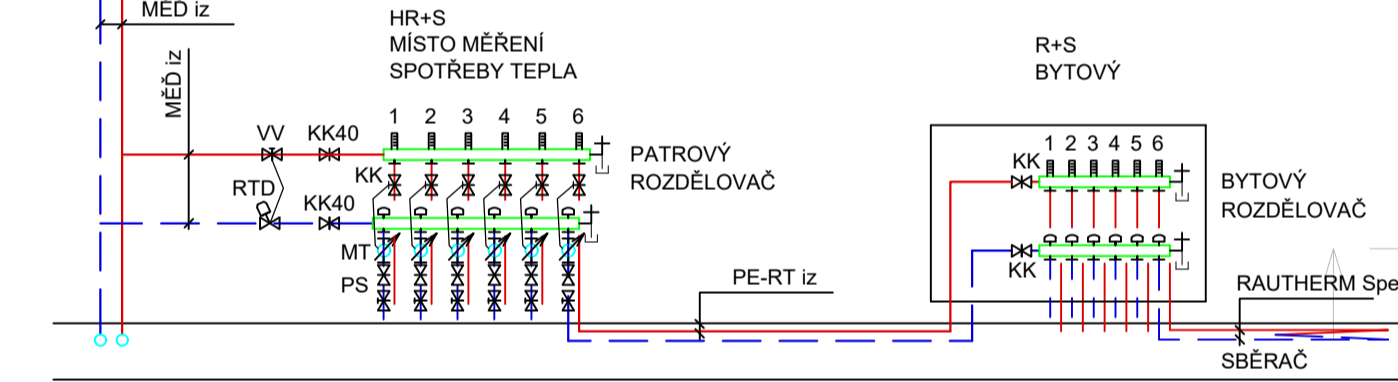 MĚĎ iz
MĚĎ iz
HR+S
MÍSTO MĚŘENÍ
SPOTŘEBY TEPLA
1 2 3 4 5 6
VV KK40
KK
RTD KK40
MT
PS
PATROVÝ
ROZDĚLOVAČ
PE-RT iz
R+S
BYTOVÝ
1 2 3 4 5 6
KK
KK
BYTOVÝ
ROZDĚLOVAČ
RAUTHERM Spe
SBĚRAČ